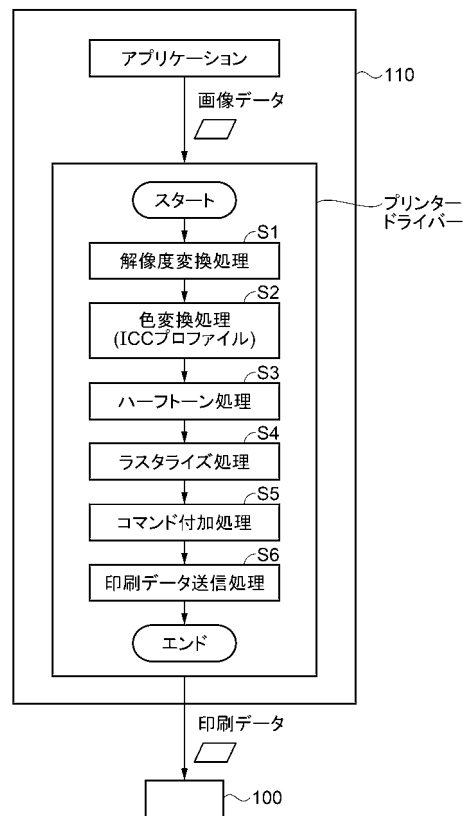 アプリケーション
110
画像データ
プリンター
ドライバー
スタート
S1
解像度変換処理
S2
色変換処理
(ICCプロファイル)
S3
ハーフトーン処理
S4
ラスタライズ処理
S5
コマンド付加処理
S6
印刷データ送信処理
エンド
印刷データ
100